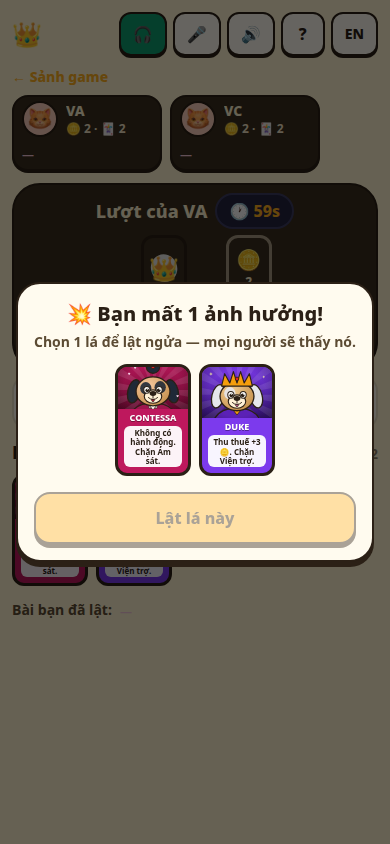 ?
EN
← Sảnh game
VA
2 · 2
—
VC
2 · 2
—
Lượt của VA
59s
Bạn mất 1 ảnh hưởng!
Chọn 1 lá để lật ngửa — mọi người sẽ thấy nó.
CONTESSA
Không có
hành động.
Chặn Ám
sát.
DUKE
Thu thuế +3
. Chặn
Viện trợ.
Lật lá này
sát.
Viện trợ.
Bài bạn đã lật: —